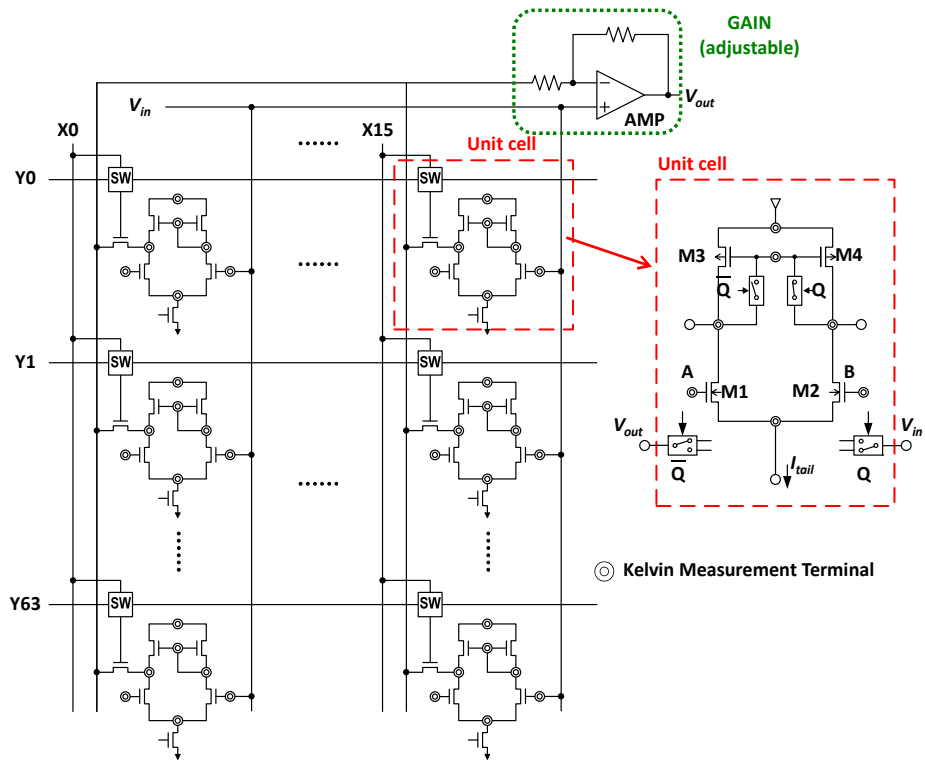 GAIN
(adjustable)
V_in
V_out
AMP
X0
......
X15
Unit cell
Y0
SW
SW
......
Y1
SW
SW
......
Y63
SW
SW
Unit cell
M3
M4
Q̅
Q
A
B
M1
M2
V_out
V_in
Q̅
I_tail
Q
Kelvin Measurement Terminal